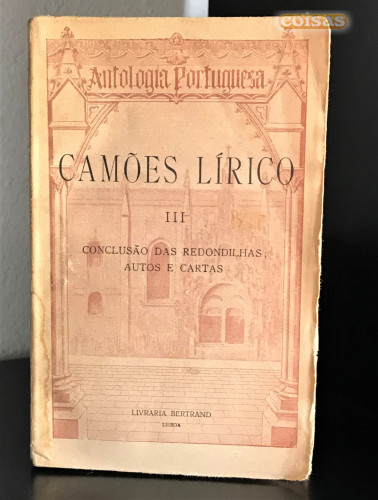 coisas
Antologia Portuguesa
CAMÕES LÍRICO
III
CONCLUSÃO DAS REDONDILHAS,
AUTOS E CARTAS
LIVRARIA BERTRAND
LISBOA